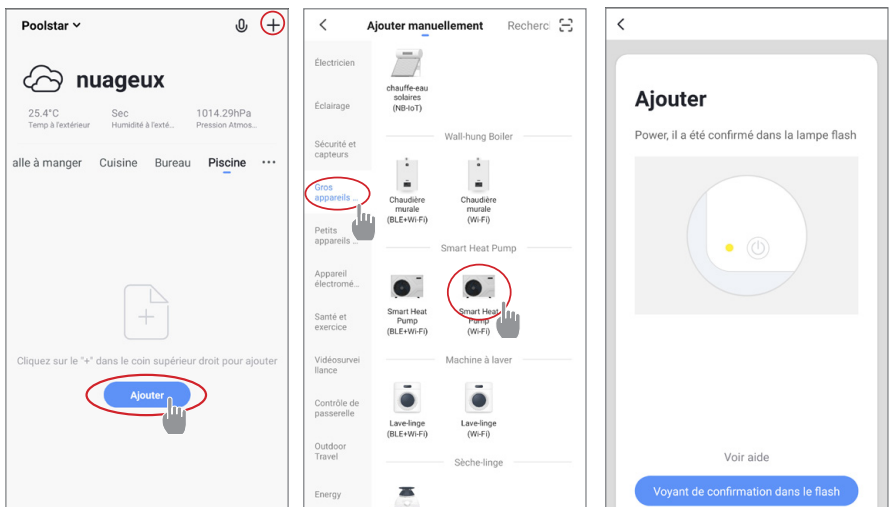 Poolstar
nuageux
25.4°C Sec 1014.29hPa
Temp à l'extérieur Humidité à l'exté... Pression Atmos...
alle à manger Cuisine Bureau Piscine ...
Cliquez sur le "+" dans le coin supérieur droit pour ajouter
Ajouter
Ajouter manuellement Recherc
Électricien
Éclairage
Sécurité et
capteurs
Gros
appareils ...
Petits
appareils ...
Appareil
électromé...
Santé et
exercice
Vidéosurvei
llance
Contrôle de
passerelle
Outdoor
Travel
Energy
chauffe-eau
solaires
(NB-IoT)
Wall-hung Boiler
Chaudière
murale
(BLE+Wi-Fi)
Chaudière
murale
(Wi-Fi)
Smart Heat Pump
Smart Heat
Pump
(BLE+Wi-Fi)
Smart Heat
Pump
(Wi-Fi)
Machine à laver
Lave-linge
(BLE+Wi-Fi)
Lave-linge
(Wi-Fi)
Sèche-linge
Ajouter
Power, il a été confirmé dans la lampe flash
Voir aide
Voyant de confirmation dans le flash